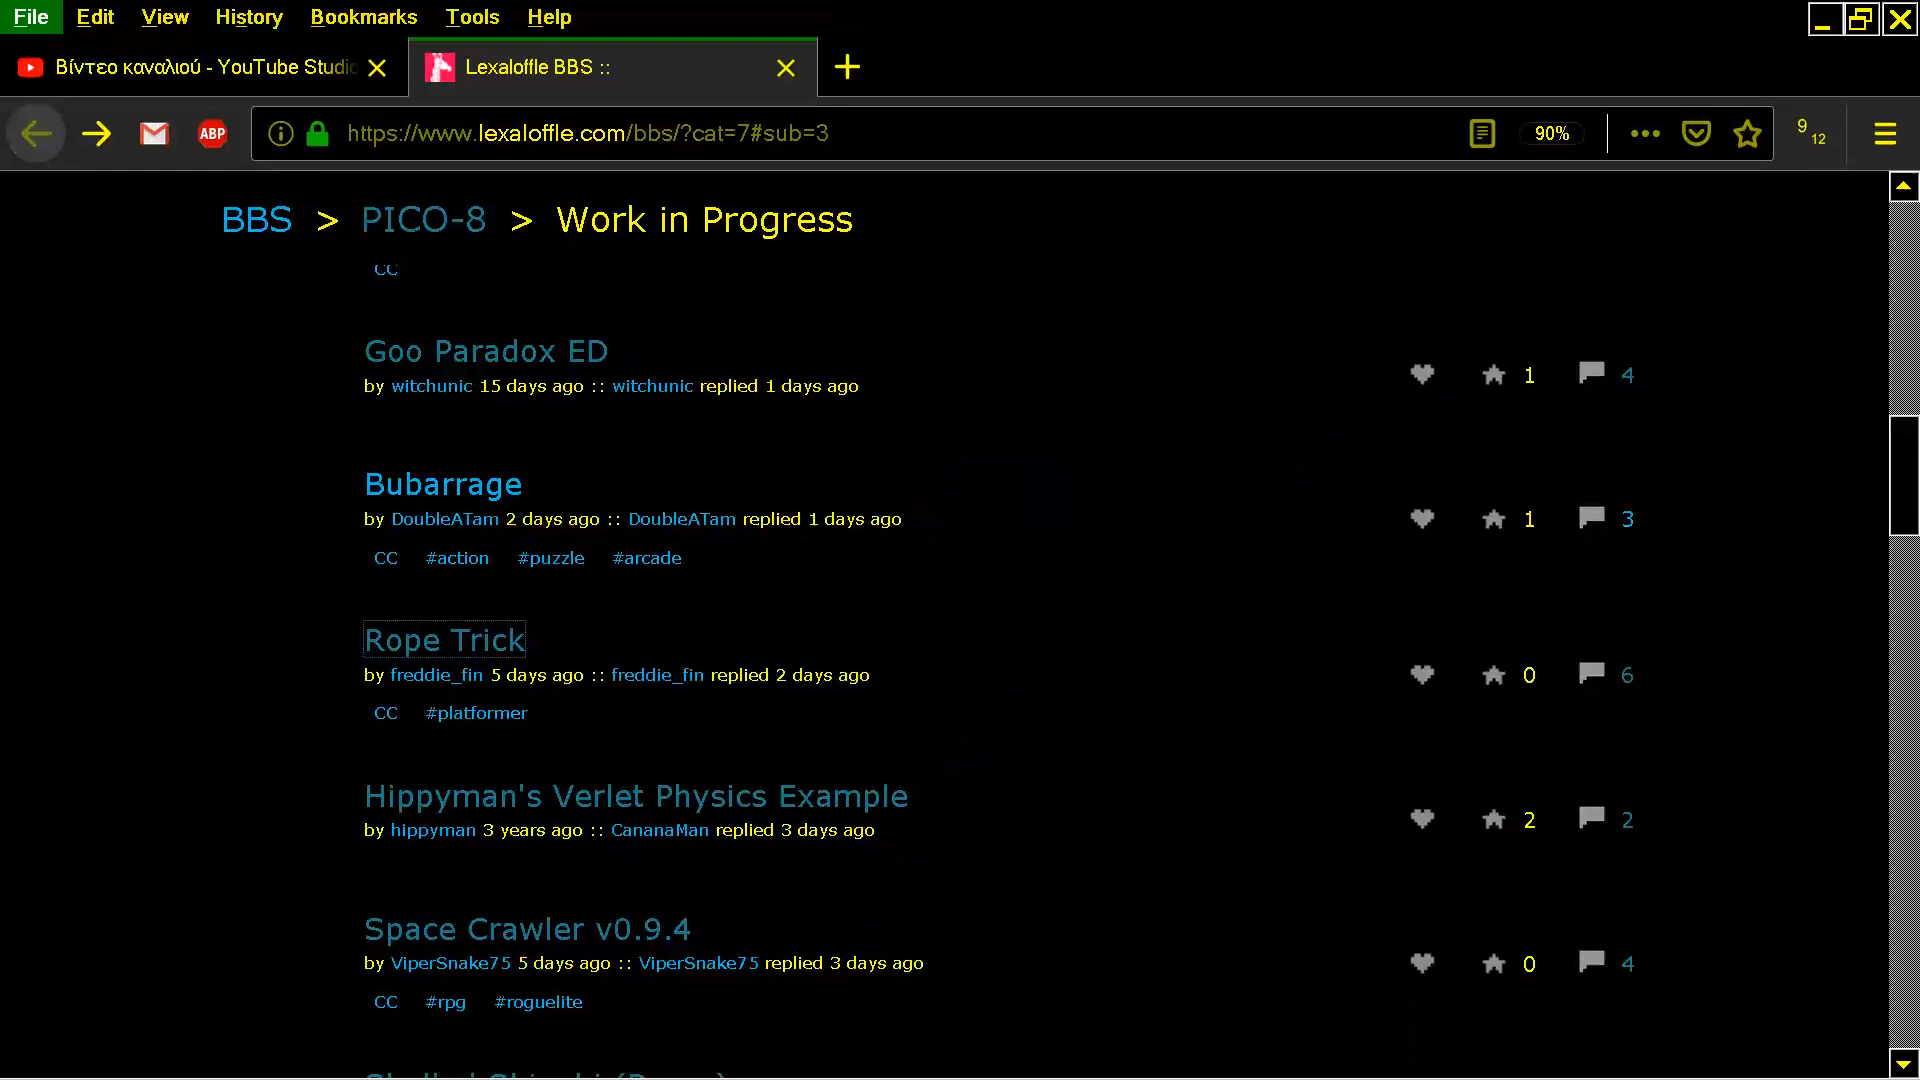 File Edit View History Bookmarks Tools Help
Βίντεο καναλιού - YouTube Studio
Lexaloffle BBS ::
ABP https://www.lexaloffle.com/bbs/?cat=7#sub=3 90% 9 12
BBS > PICO-8 > Work in Progress
CC
Goo Paradox ED
by witchunic 15 days ago :: witchunic replied 1 days ago
1 4
Bubarrage
by DoubleATam 2 days ago :: DoubleATam replied 1 days ago
1 3
CC #action #puzzle #arcade
Rope Trick
by freddie_fin 5 days ago :: freddie_fin replied 2 days ago
0 6
CC #platformer
Hippyman's Verlet Physics Example
by hippyman 3 years ago :: CananaMan replied 3 days ago
2 2
Space Crawler v0.9.4
by ViperSnake75 5 days ago :: ViperSnake75 replied 3 days ago
0 4
CC #rpg #roguelite